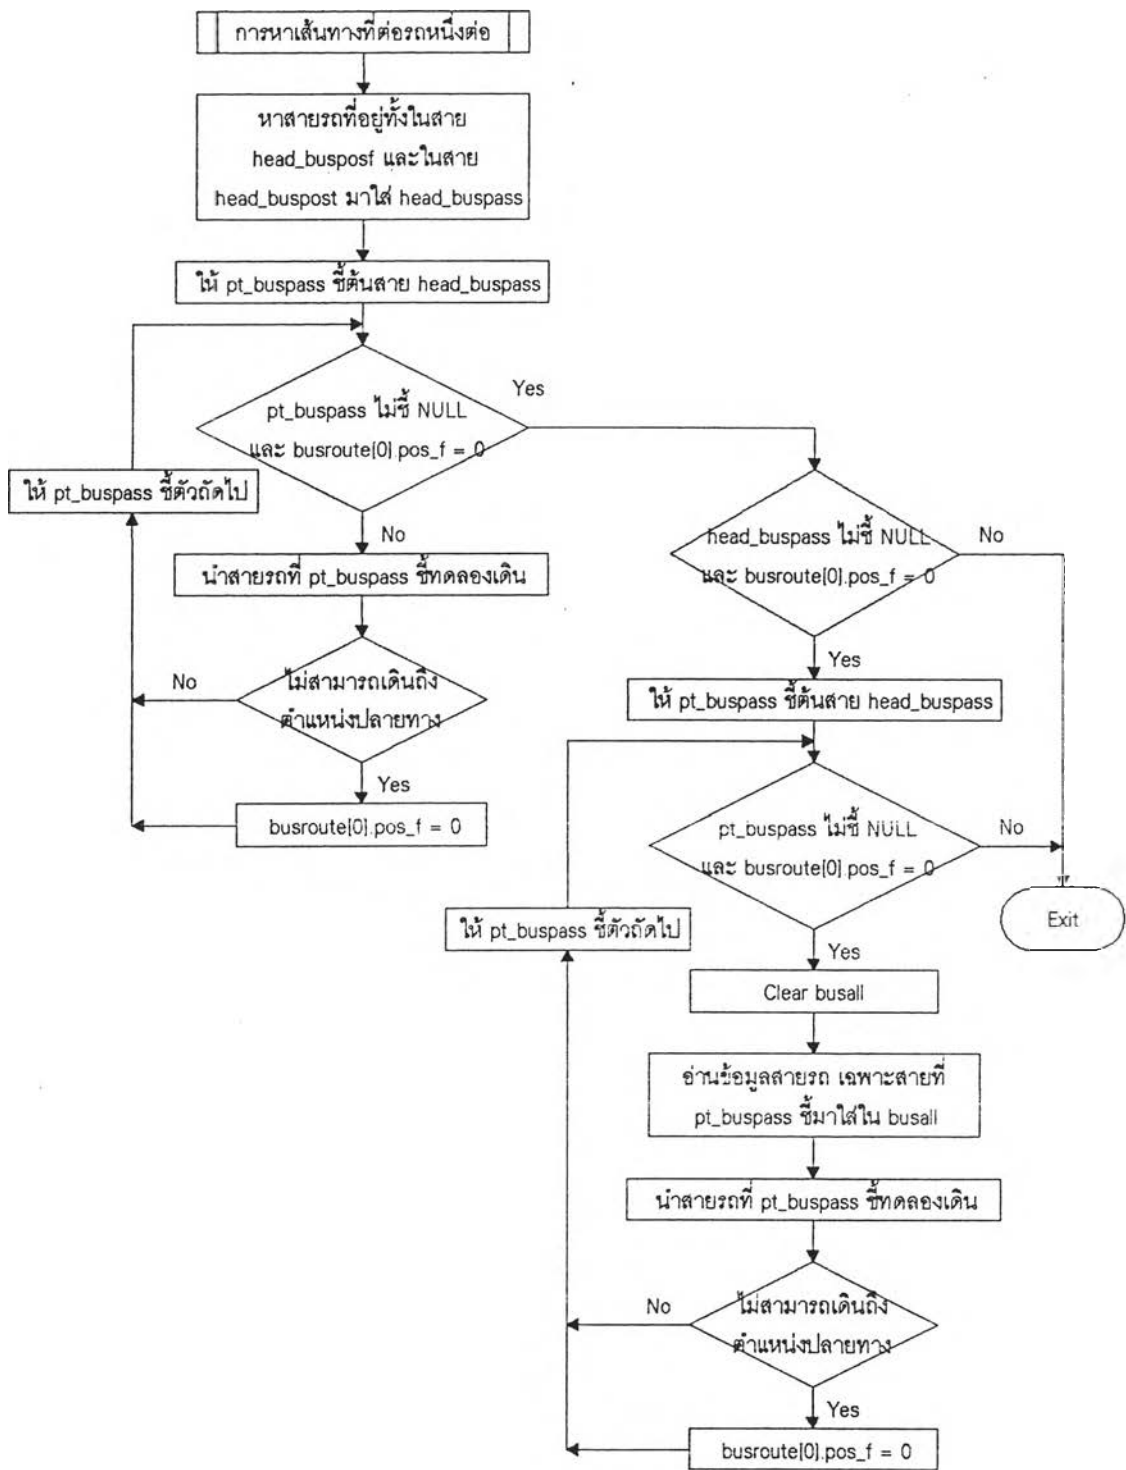 การหาเส้นทางที่ต่อรถหนึ่งต่อ
หาสายรถที่อยู่ทั้งในสาย
head_busposf และในสาย
head_buspost มาใส่ head_buspass
ให้ pt_buspass ชี้ต้นสาย head_buspass
Yes
pt_buspass ไม่ชี้ NULL
และ busroute[0].pos_f = 0
ให้ pt_buspass ชี้ตัวถัดไป
No
นำสายรถที่ pt_buspass ชี้ทดลองเดิน
No
ไม่สามารถเดินถึง
ตำแหน่งปลายทาง
Yes
busroute[0].pos_f = 0
head_buspass ไม่ชี้ NULL
และ busroute[0].pos_f = 0
No
Yes
ให้ pt_buspass ชี้ต้นสาย head_buspass
pt_buspass ไม่ชี้ NULL
และ busroute[0].pos_f = 0
No
Exit
ให้ pt_buspass ชี้ตัวถัดไป
Yes
Clear busall
อ่านข้อมูลสายรถ เฉพาะสายที่
pt_buspass ชี้มาใส่ใน busall
นำสายรถที่ pt_buspass ชี้ทดลองเดิน
No
ไม่สามารถเดินถึง
ตำแหน่งปลายทาง
Yes
busroute[0].pos_f = 0